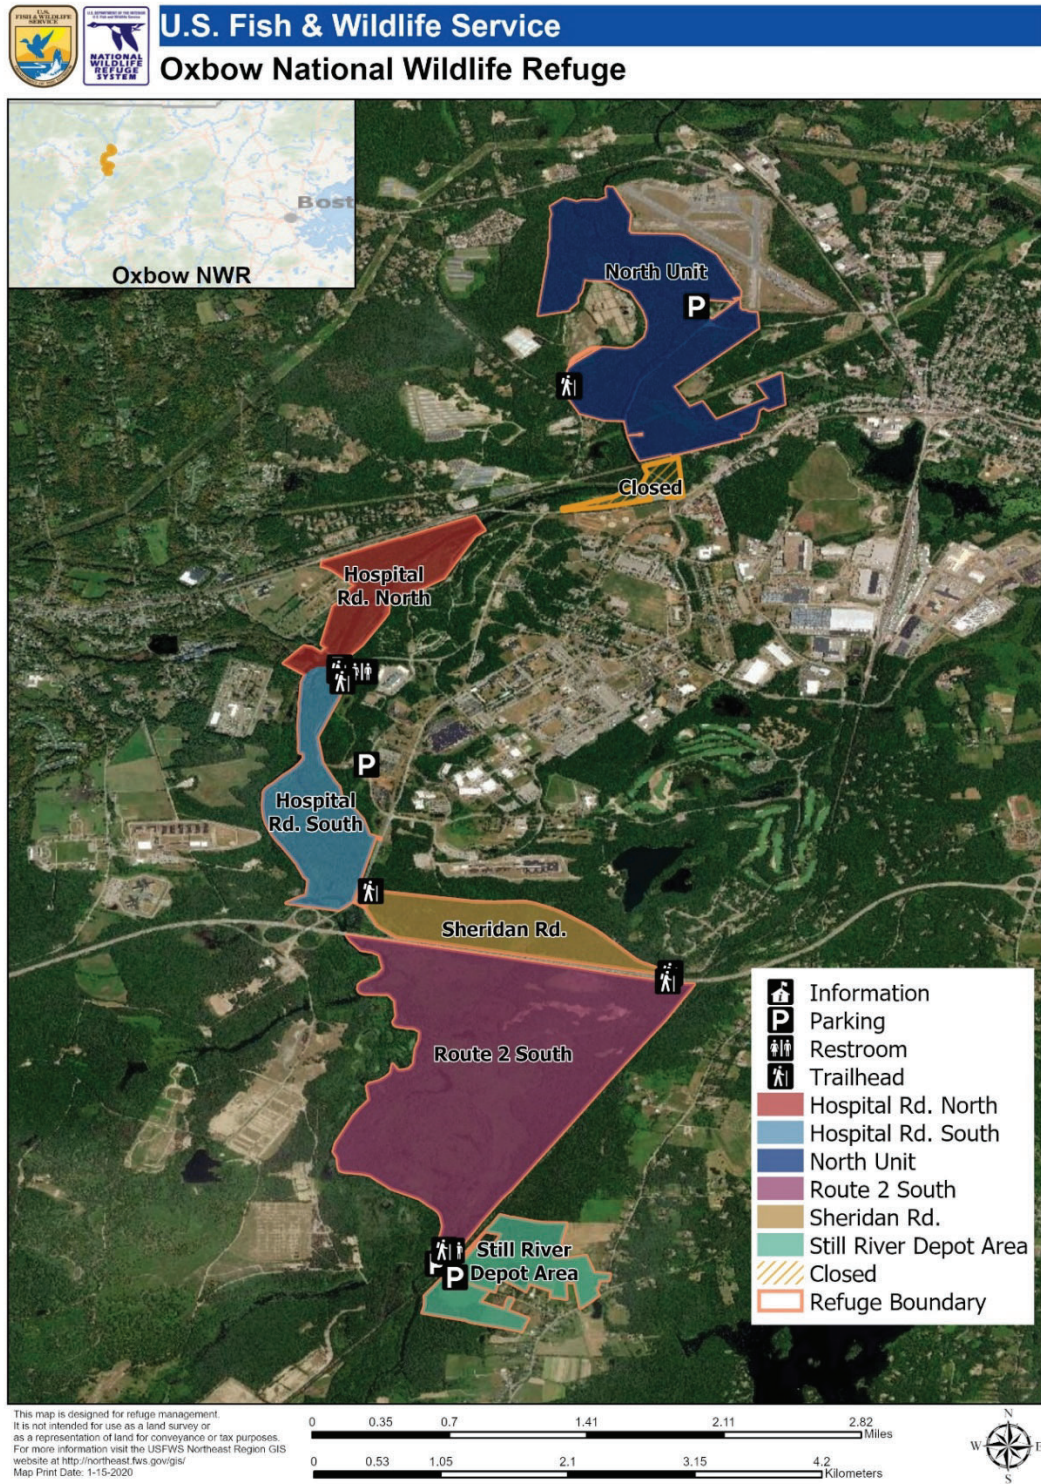 U.S.
FISH & WILDLIFE
SERVICE
NATIONAL
WILDLIFE
REFUGE
SYSTEM
U.S. Fish & Wildlife Service
Oxbow National Wildlife Refuge
Bost
Oxbow NWR
North Unit
P
Closed
Hospital
Rd. North
P
Hospital
Rd. South
Sheridan Rd.
Route 2 South
Still River
Depot Area
P
P
Information
P Parking
Restroom
Trailhead
Hospital Rd. North
Hospital Rd. South
North Unit
Route 2 South
Sheridan Rd.
Still River Depot Area
Closed
Refuge Boundary
This map is designed for refuge management.
It is not intended for use as a land survey or
as a representation of land for conveyance or tax purposes.
For more information visit the USFWS Northeast Region GIS
website at http://northeast.fws.gov/gis/
Map Print Date: 1-15-2020
0 0.35 0.7 1.41 2.11 2.82
Miles
0 0.53 1.05 2.1 3.15 4.2
Kilometers
N
W E
S